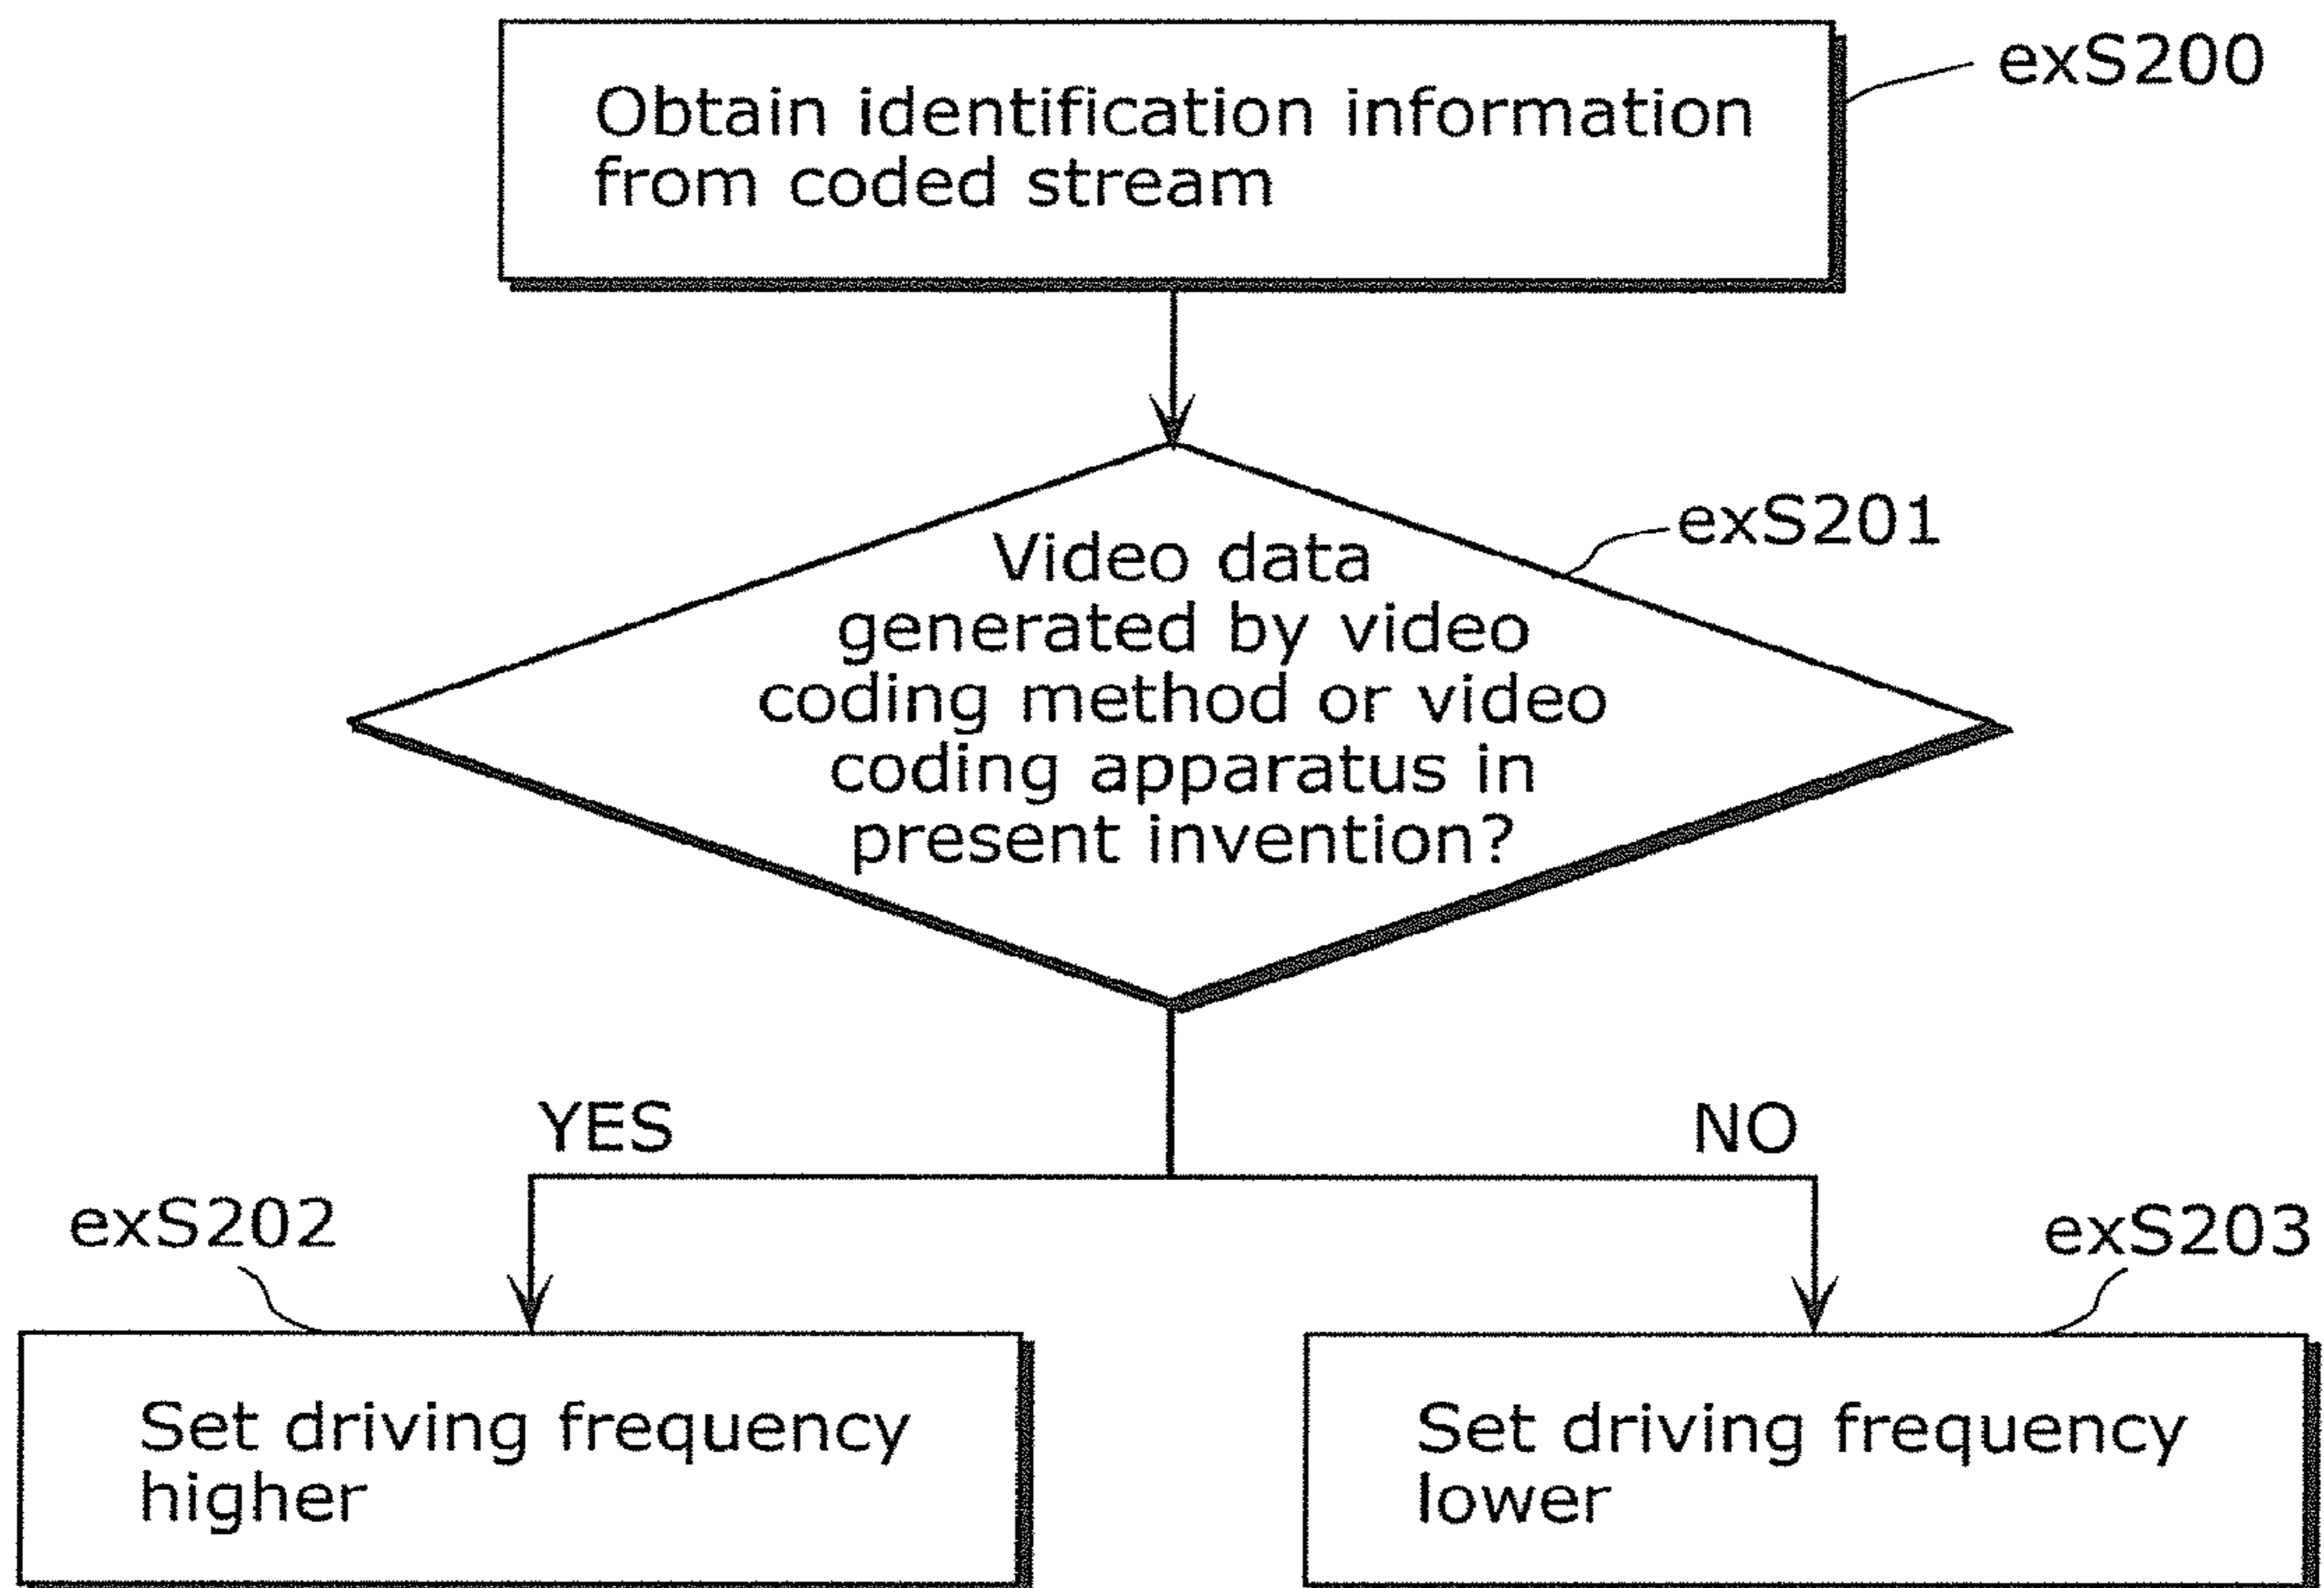 exS200
Obtain identification information
from coded stream
exS201
Video data
generated by video
coding method or video
coding apparatus in
present invention?
YES
NO
exS202
exS203
Set driving frequency
higher
Set driving frequency
lower